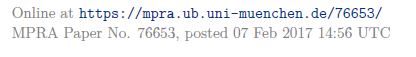 Online at https://mpra.ub.uni-muenchen.de/76653/
MPRA Paper No. 76653, posted 07 Feb 2017 14:56 UTC